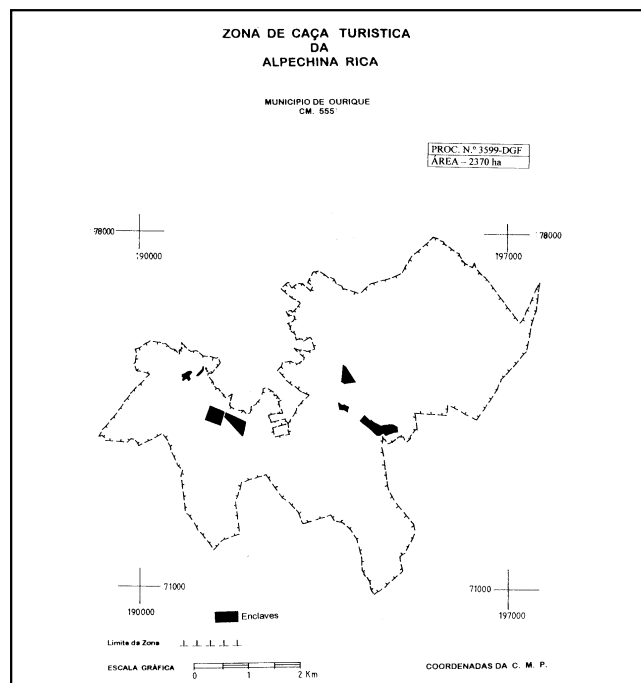 ZONA DE CAÇA TURISTICA
DA
ALPECHINA RICA
MUNICIPIO DE OURIQUE
CM. 555
PROC. N.º 3599-DGF
ÁREA – 2370 ha
78000
190000
78000
197000
71000
190000
71000
197000
Enclaves
Limite da Zona
ESCALA GRÁFICA
0 1 2 Km
COORDENADAS DA C. M. P.